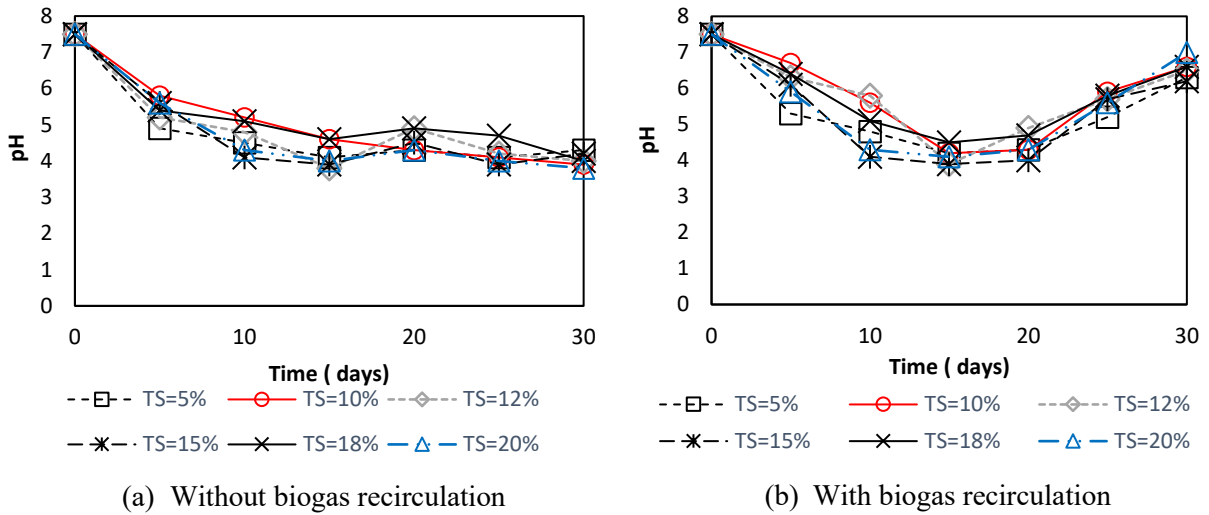 8
7
6
5
4
3
2
1
0
pH
0 10 20 30
Time ( days)
TS=5% TS=10% TS=12%
TS=15% TS=18% TS=20%
(a) Without biogas recirculation
8
7
6
5
4
3
2
1
0
pH
0 10 20 30
Time ( days)
TS=5% TS=10% TS=12%
TS=15% TS=18% TS=20%
(b) With biogas recirculation